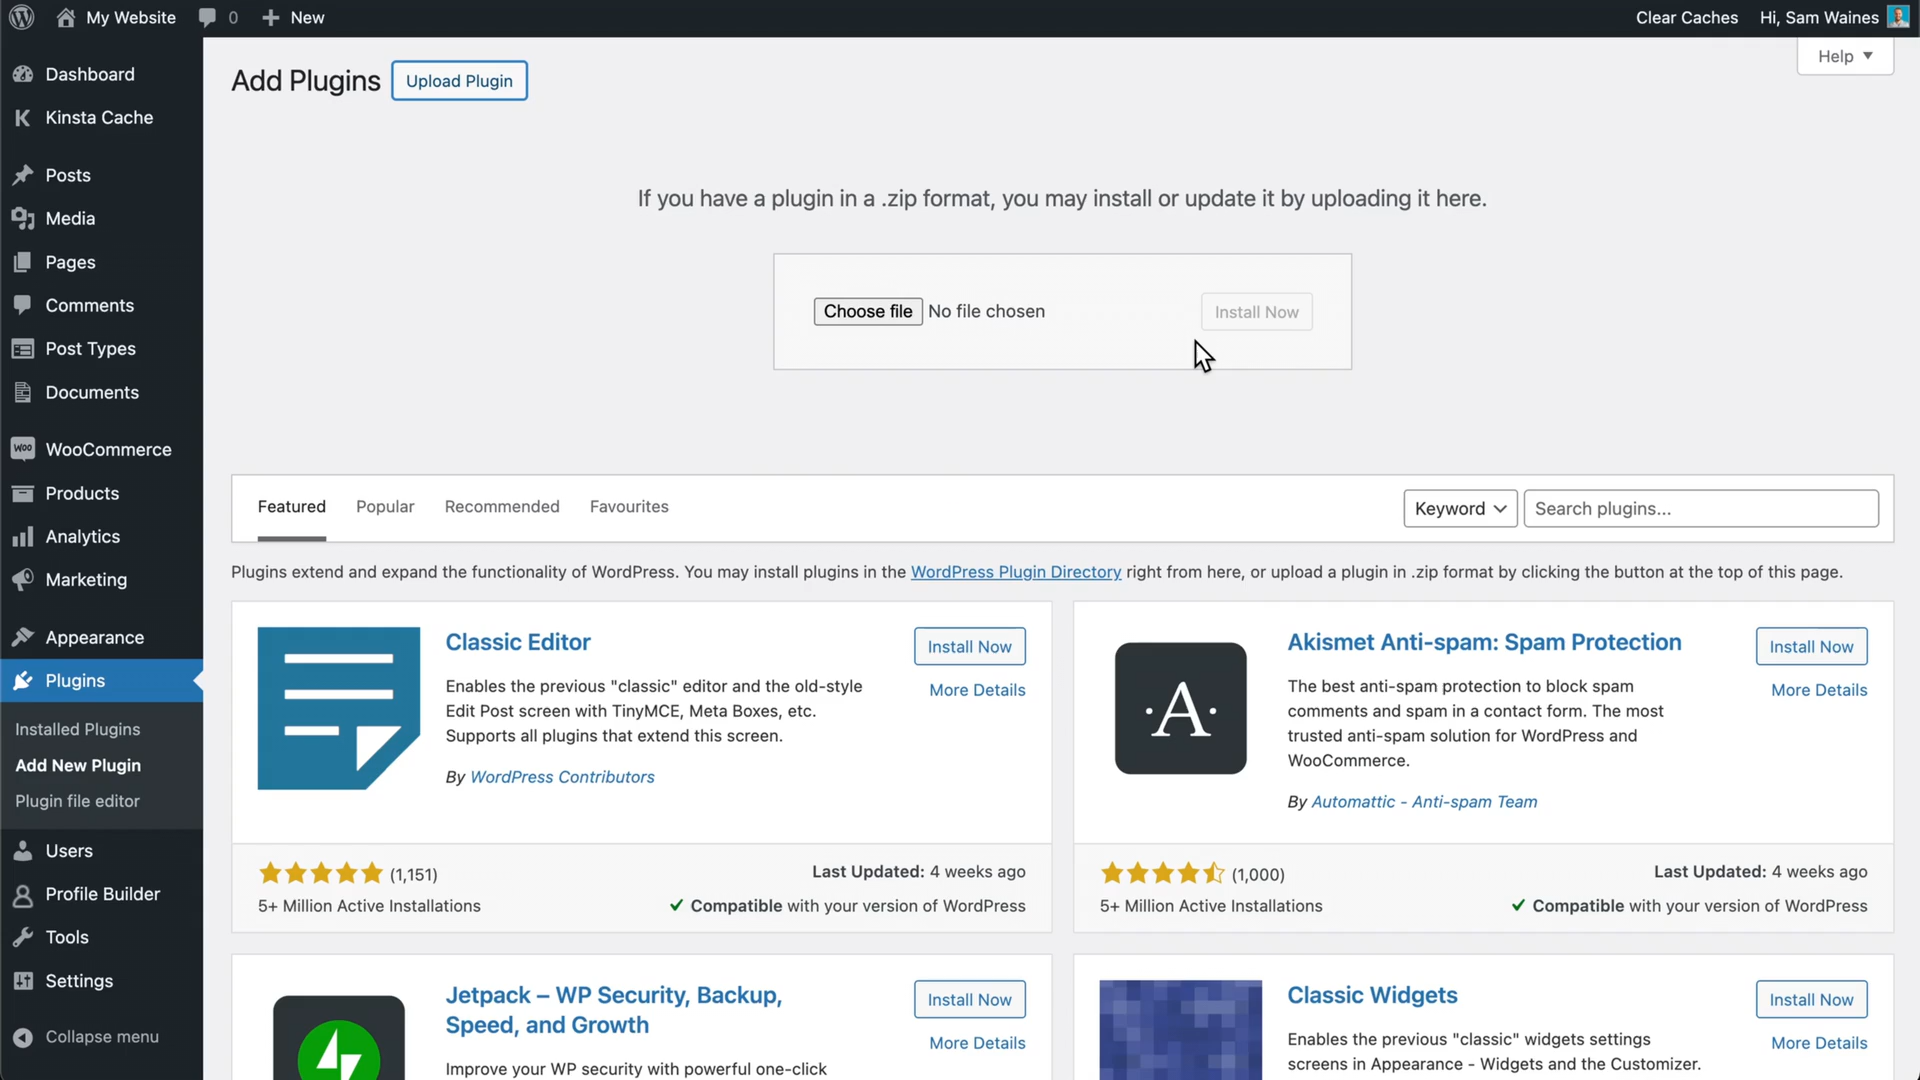 My Website
0
New
Clear Caches
Hi, Sam Waines
Dashboard
Kinsta Cache
Posts
Media
Pages
Comments
Post Types
Documents
WOO
WooCommerce
Products
Analytics
Marketing
Appearance
Plugins
Installed Plugins
Add New Plugin
Plugin file editor
Users
Profile Builder
Tools
Settings
Collapse menu
Help
Add Plugins
Upload Plugin
If you have a plugin in a .zip format, you may install or update it by uploading it here.
Choose file No file chosen
Install Now
Featured
Popular
Recommended
Favourites
Keyword
Search plugins...
Plugins extend and expand the functionality of WordPress. You may install plugins in the WordPress Plugin Directory right from here, or upload a plugin in .zip format by clicking the button at the top of this page.
Classic Editor
Install Now
More Details
Enables the previous "classic" editor and the old-style
Edit Post screen with TinyMCE, Meta Boxes, etc.
Supports all plugins that extend this screen.
By WordPress Contributors
(1,151)
Last Updated: 4 weeks ago
5+ Million Active Installations
Compatible with your version of WordPress
·A·
Akismet Anti-spam: Spam Protection
Install Now
More Details
The best anti-spam protection to block spam
comments and spam in a contact form. The most
trusted anti-spam solution for WordPress and
WooCommerce.
By Automattic - Anti-spam Team
(1,000)
Last Updated: 4 weeks ago
5+ Million Active Installations
Compatible with your version of WordPress
Jetpack – WP Security, Backup,
Speed, and Growth
Install Now
More Details
Improve your WP security with powerful one-click
Classic Widgets
Install Now
More Details
Enables the previous "classic" widgets settings
screens in Appearance - Widgets and the Customizer.